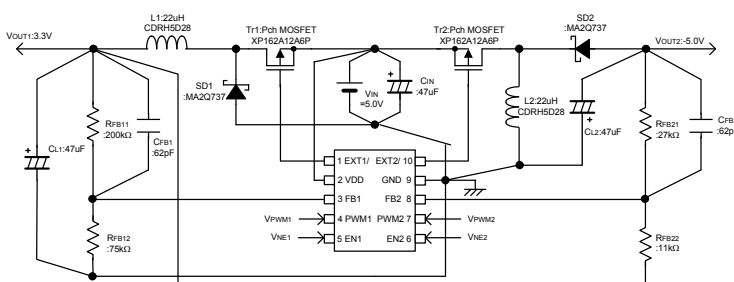 L1:22uH
CDRH5D28
Tr1:Pch MOSFET
XP162A12A6P
Tr2:Pch MOSFET
XP162A12A6P
SD2
:MA2Q737
VOUT1:3.3V
VOUT2:-5.0V
SD1
:MA2Q737
VIN
=5.0V
CIN
:47uF
L2:22uH
CDRH5D28
RFB11
:200kΩ
CFB1
:62pF
CL1:47uF
CL2:47uF
RFB21
:27kΩ
CFB
:62p
1 EXT1/ EXT2/ 10
2 VDD GND 9
3 FB1 FB2 8
4 PWM1 PWM2 7
5 EN1 EN2 6
VPWM1
VPWM2
VNE1
VNE2
RFB12
:75kΩ
RFB22
:11kΩ